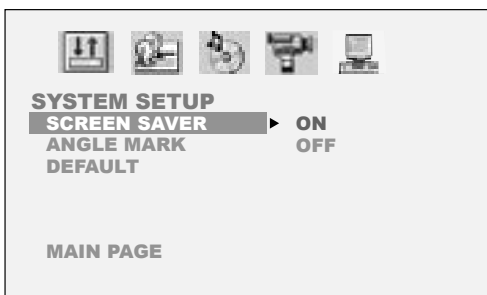 SYSTEM SETUP
SCREEN SAVER ON
ANGLE MARK OFF
DEFAULT
MAIN PAGE